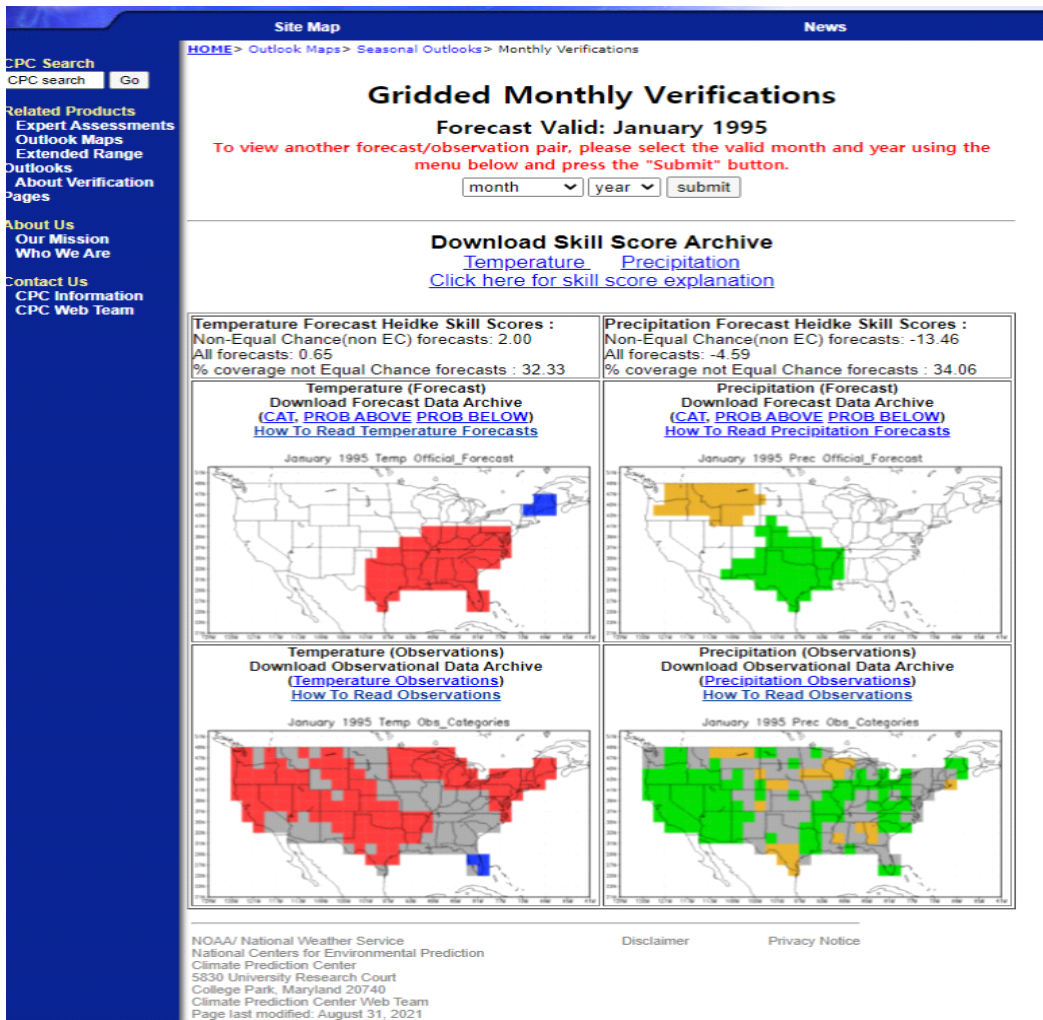 Site Map
News
HOME> Outlook Maps> Seasonal Outlooks> Monthly Verifications
CPC Search
CPC search
Go
Related Products
Expert Assessments
Outlook Maps
Extended Range
Outlooks
About Verification
Pages
About Us
Our Mission
Who We Are
Contact Us
CPC Information
CPC Web Team
Gridded Monthly Verifications
Forecast Valid: January 1995
To view another forecast/observation pair, please select the valid month and year using the
menu below and press the "Submit" button.
month year submit
Download Skill Score Archive
Temperature Precipitation
Click here for skill score explanation
Temperature Forecast Heidke Skill Scores :
Non-Equal Chance(non EC) forecasts: 2.00
All forecasts: 0.65
% coverage not Equal Chance forecasts : 32.33
Precipitation Forecast Heidke Skill Scores :
Non-Equal Chance(non EC) forecasts: -13.46
All forecasts: -4.59
% coverage not Equal Chance forecasts : 34.06
Temperature (Forecast)
Download Forecast Data Archive
(CAT, PROB ABOVE PROB BELOW)
How To Read Temperature Forecasts
January 1995 Temp Official_Forecast
Precipitation (Forecast)
Download Forecast Data Archive
(CAT, PROB ABOVE PROB BELOW)
How To Read Precipitation Forecasts
January 1995 Prec Official_Forecast
Temperature (Observations)
Download Observational Data Archive
(Temperature Observations)
How To Read Observations
January 1995 Temp Obs_Categories
Precipitation (Observations)
Download Observational Data Archive
(Precipitation Observations)
How To Read Observations
January 1995 Prec Obs_Categories
NOAA/ National Weather Service
National Centers for Environmental Prediction
Climate Prediction Center
5830 University Research Court
College Park, Maryland 20740
Climate Prediction Center Web Team
Page last modified: August 31, 2021
Disclaimer
Privacy Notice